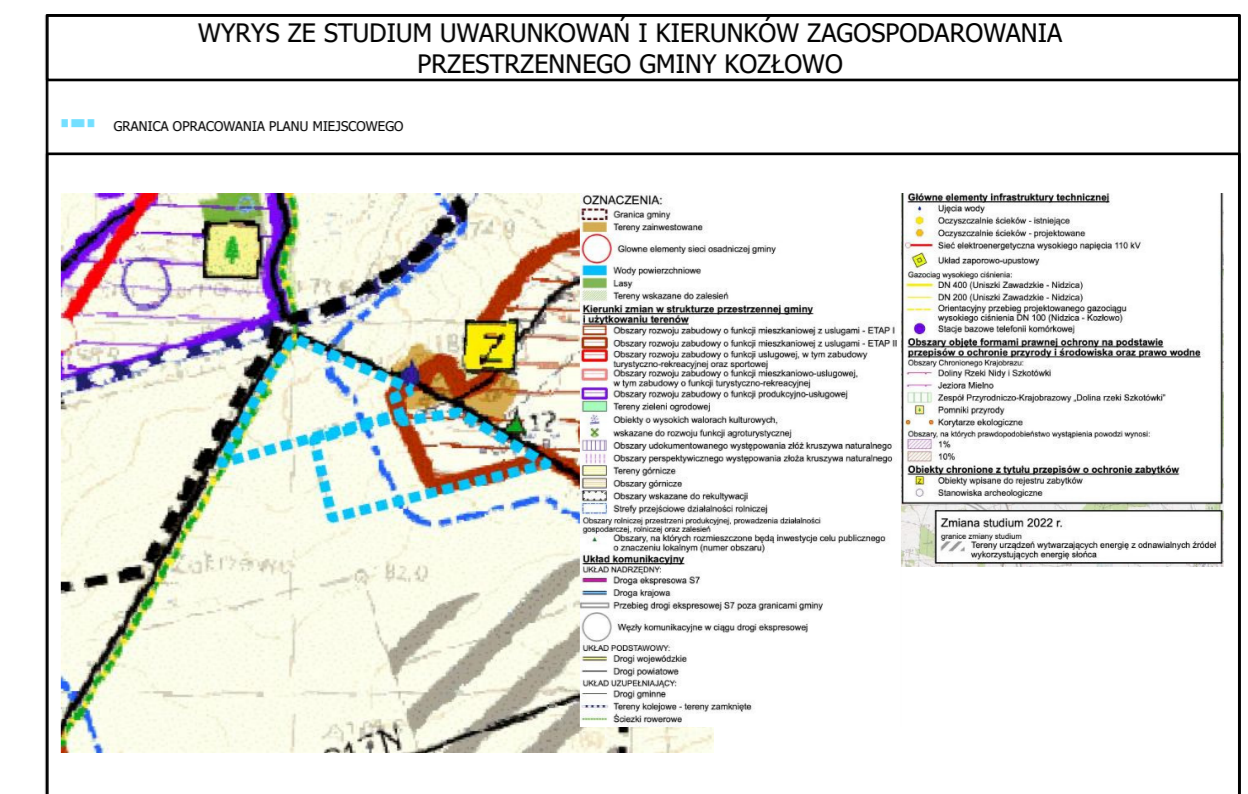 WYRYS ZE STUDIUM UWARUNKOWAŃ I KIERUNKÓW ZAGOSPODAROWANIA
PRZESTRZENNEGO GMINY KOZŁOWO
GRANICA OPRACOWANIA PLANU MIEJSCOWEGO
Z
12
Zakrzewo
82,0
17N
OZNACZENIA:
Granica gminy
Tereny zainwestowane
Glowne elementy sieci osadniczej gminy
Wody powierzchniowe
Lasy
Tereny wskazane do zalesień
Kierunki zmian w strukturze przestrzennej gminy
i użytkowaniu terenów
Obszary rozwoju zabudowy o funkcji mieszkaniowej z uslugami - ETAP I
Obszary rozwoju zabudowy o funkcji mieszkaniowej z usługami - ETAP II
Obszary rozwoju zabudowy o funkcji usługowej, w tym zabudowy
turystyczno-rekreacyjnej oraz sportowej
Obszary rozwoju zabudowy o funkcji mieszkaniowo-usługowej,
w tym zabudowy o funkcji turystyczno-rekreacyjnej
Obszary rozwoju zabudowy o funkcji produkcyjno-usługowej
Tereny zieleni ogrodowej
Obiekty o wysokich walorach kulturowych,
wskazane do rozwoju funkcji agroturystycznej
Obszary udokumentowanego występowania złóż kruszywa naturalnego
Obszary perspektywicznego występowania złoża kruszywa naturalnego
Tereny górnicze
Obszary górnicze
Obszary wskazane do rekultywacji
Strefy przejściowe działalności rolniczej
Obszary rolniczej przestrzeni produkcyjnej, prowadzenia działalności
gospodarczej, rolniczej oraz zalesień
Obszary, na których rozmieszczone będą inwestycje celu publicznego
o znaczeniu lokalnym (numer obszaru)
Układ komunikacyjny
UKŁAD NADRZĘDNY:
Droga ekspresowa S7
Droga krajowa
Przebieg drogi ekspresowej S7 poza granicami gminy
Węzły komunikacyjne w ciągu drogi ekspresowej
UKŁAD PODSTAWOWY:
Drogi wojewódzkie
Drogi powiatowe
UKŁAD UZUPEŁNIAJĄCY:
Drogi gminne
Tereny kolejowe - tereny zamknięte
Ścieżki rowerowe
Główne elementy infrastruktury technicznej
Ujęcia wody
Oczyszczalnie ścieków - istniejące
Oczyszczalnie ścieków - projektowane
Sieć elektroenergetyczna wysokiego napięcia 110 kV
Układ zaporowo-upustowy
Gazociąg wysokiego ciśnienia:
DN 400 (Uniszki Zawadzkie - Nidzica)
DN 200 (Uniszki Zawadzkie - Nidzica)
Orientacyjny przebieg projektowanego gazociągu
wysokiego ciśnienia DN 100 (Nidzica - Kozłowo)
Stacje bazowe telefonii komórkowej
Obszary objęte formami prawnej ochrony na podstawie
przepisów o ochronie przyrody i środowiska oraz prawo wodne
Obszary Chronionego Krajobrazu:
Doliny Rzeki Nidy i Szkotówki
Jeziora Mielno
Zespół Przyrodniczo-Krajobrazowy „Dolina rzeki Szkotówki"
Pomniki przyrody
Korytarze ekologiczne
Obszary, na których prawdopodobieństwo wystąpienia powodzi wynosi:
1%
10%
Obiekty chronione z tytułu przepisów o ochronie zabytków
Z
Obiekty wpisane do rejestru zabytków
Stanowiska archeologiczne
Zmiana studium 2022 r.
granice zmiany studium
Tereny urządzeń wytwarzających energię z odnawialnych źródeł
wykorzystujących energię słońca